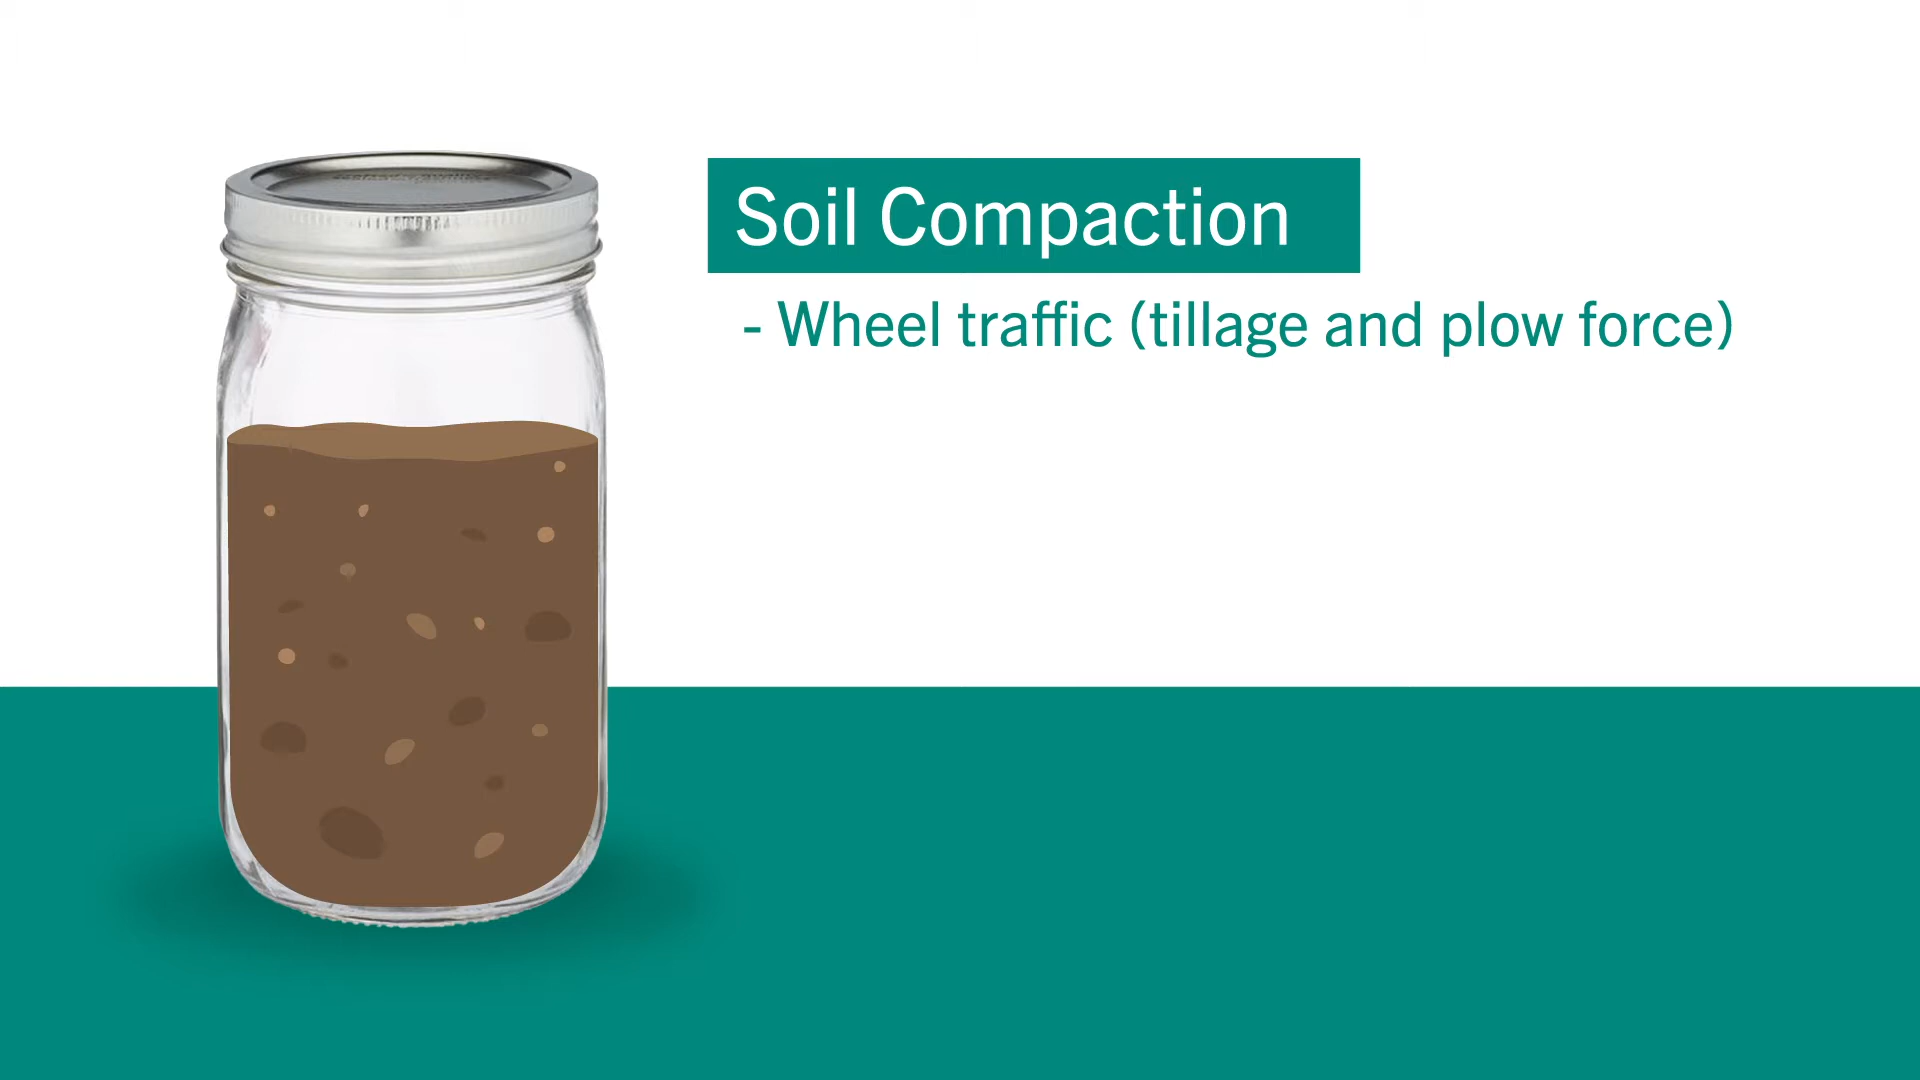 Soil Compaction
- Wheel traffic (tillage and plow force)